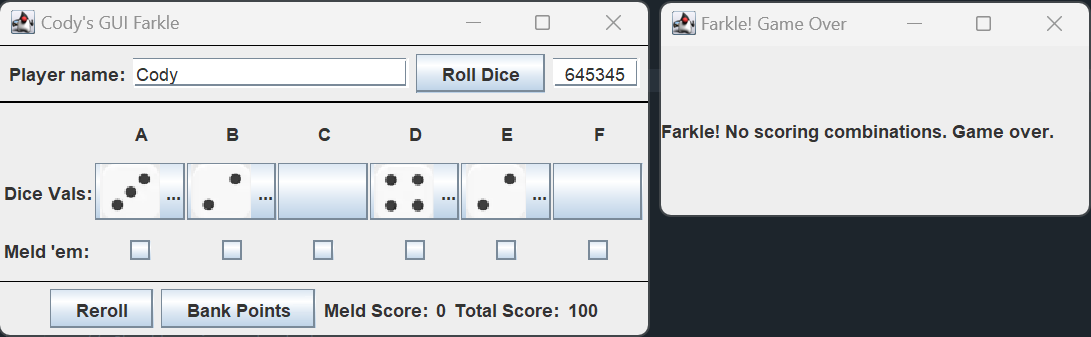 Cody's GUI Farkle
Player name: Cody Roll Dice 645345
A B C D E F
Dice Vals: ... ... ... ...
Meld 'em:
Reroll Bank Points Meld Score: 0 Total Score: 100
Farkle! Game Over
Farkle! No scoring combinations. Game over.